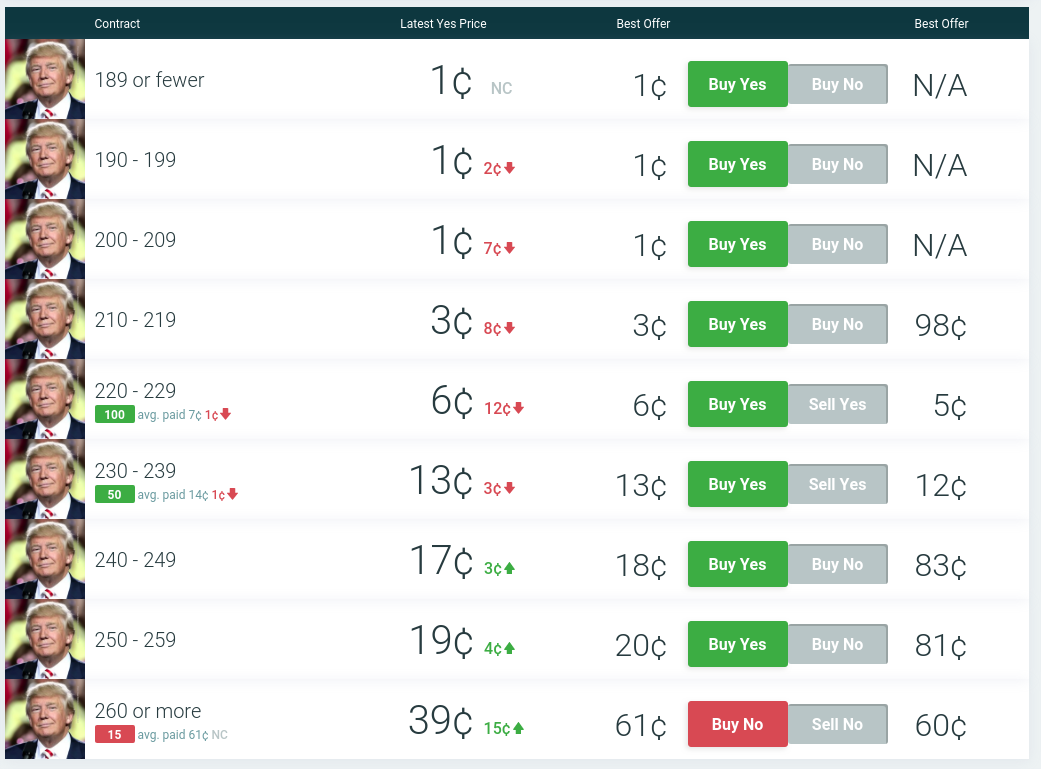 Contract Latest Yes Price Best Offer Best Offer
189 or fewer 1¢ NC 1¢ Buy Yes Buy No N/A
190 - 199 1¢ 2¢ 1¢ Buy Yes Buy No N/A
200 - 209 1¢ 7¢ 1¢ Buy Yes Buy No N/A
210 - 219 3¢ 8¢ 3¢ Buy Yes Buy No 98¢
220 - 229 6¢ 12¢ 6¢ Buy Yes Sell Yes 5¢
100 avg. paid 7¢ 1¢
230 - 239 13¢ 3¢ 13¢ Buy Yes Sell Yes 12¢
50 avg. paid 14¢ 1¢
240 - 249 17¢ 3¢ 18¢ Buy Yes Buy No 83¢
250 - 259 19¢ 4¢ 20¢ Buy Yes Buy No 81¢
260 or more 39¢ 15¢ 61¢ Buy No Sell No 60¢
15 avg. paid 61¢ NC